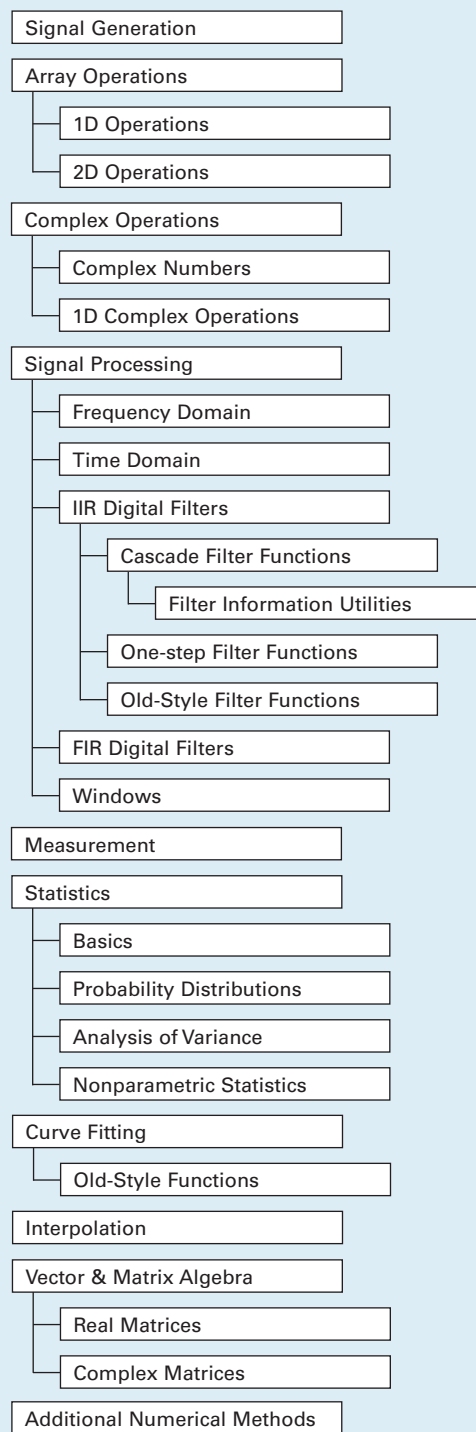 Signal Generation
Array Operations
1D Operations
2D Operations
Complex Operations
Complex Numbers
1D Complex Operations
Signal Processing
Frequency Domain
Time Domain
IIR Digital Filters
Cascade Filter Functions
Filter Information Utilities
One-step Filter Functions
Old-Style Filter Functions
FIR Digital Filters
Windows
Measurement
Statistics
Basics
Probability Distributions
Analysis of Variance
Nonparametric Statistics
Curve Fitting
Old-Style Functions
Interpolation
Vector & Matrix Algebra
Real Matrices
Complex Matrices
Additional Numerical Methods